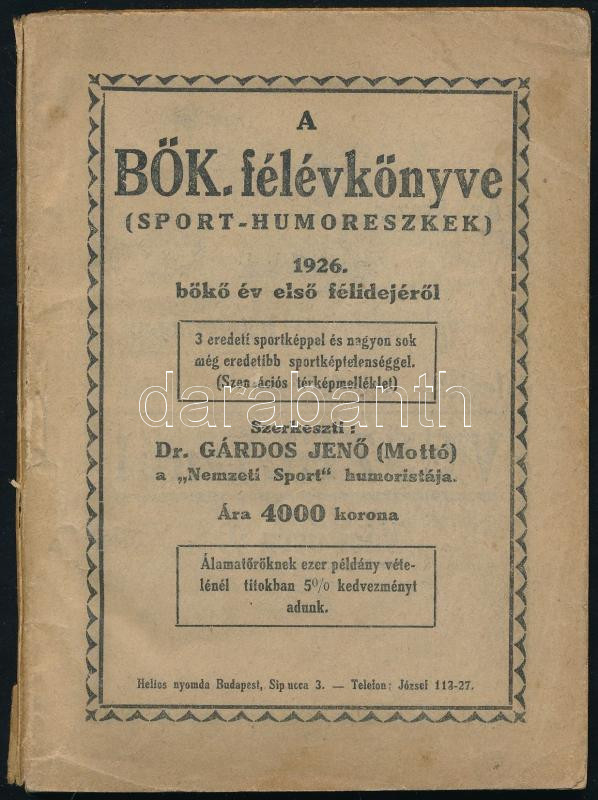 A
BÖK. félévkönyve
(SPORT-HUMORESZKEK)
1926.
bökő év első félidejéről
3 eredeti sportképpel és nagyon sok
még eredetibb sportképtelenséggel.
(Szenzációs térképmelléklet)
darabanth
Szerkeszti:
Dr. GÁRDOS JENŐ (Mottó)
a „Nemzeti Sport" humoristája.
Ára 4000 korona
Álamatőröknek ezer példány véte-
lénél titokban 5% kedvezményt
adunk.
Helios nyomda Budapest, Sip ucca 3. — Telefon: József 113-27.